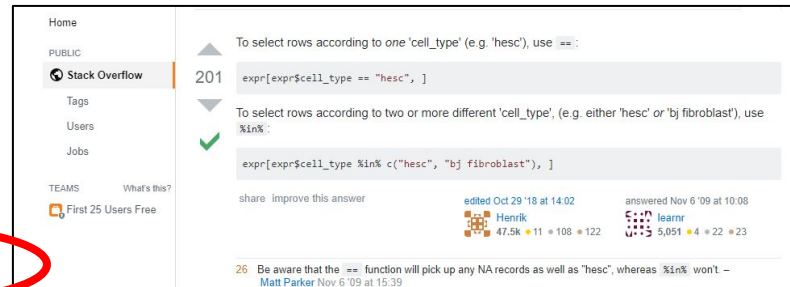 Home
PUBLIC
Stack Overflow
Tags
Users
Jobs
TEAMS What's this?
First 25 Users Free
201
To select rows according to one 'cell_type' (e.g. 'hesc'), use == :
expr[expr$cell_type == "hesc", ]
To select rows according to two or more different 'cell_type', (e.g. either 'hesc' or 'bj fibroblast'), use
%in% :
expr[expr$cell_type %in% c("hesc", "bj fibroblast"), ]
share improve this answer
edited Oct 29 '18 at 14:02
Henrik
47.5k 11 108 122
answered Nov 6 '09 at 10:08
learnr
5,051 4 22 23
26 Be aware that the == function will pick up any NA records as well as "hesc", whereas %in% won't. –
Matt Parker Nov 6 '09 at 15:39